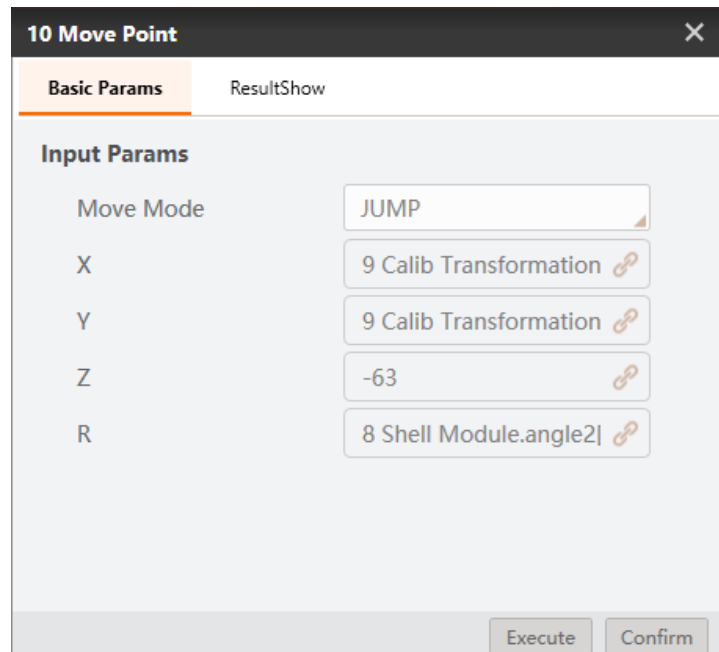 10 Move Point
Basic Params ResultShow
Input Params
Move Mode JUMP
X 9 Calib Transformation
Y 9 Calib Transformation
Z -63
R 8 Shell Module.angle2|
Execute Confirm